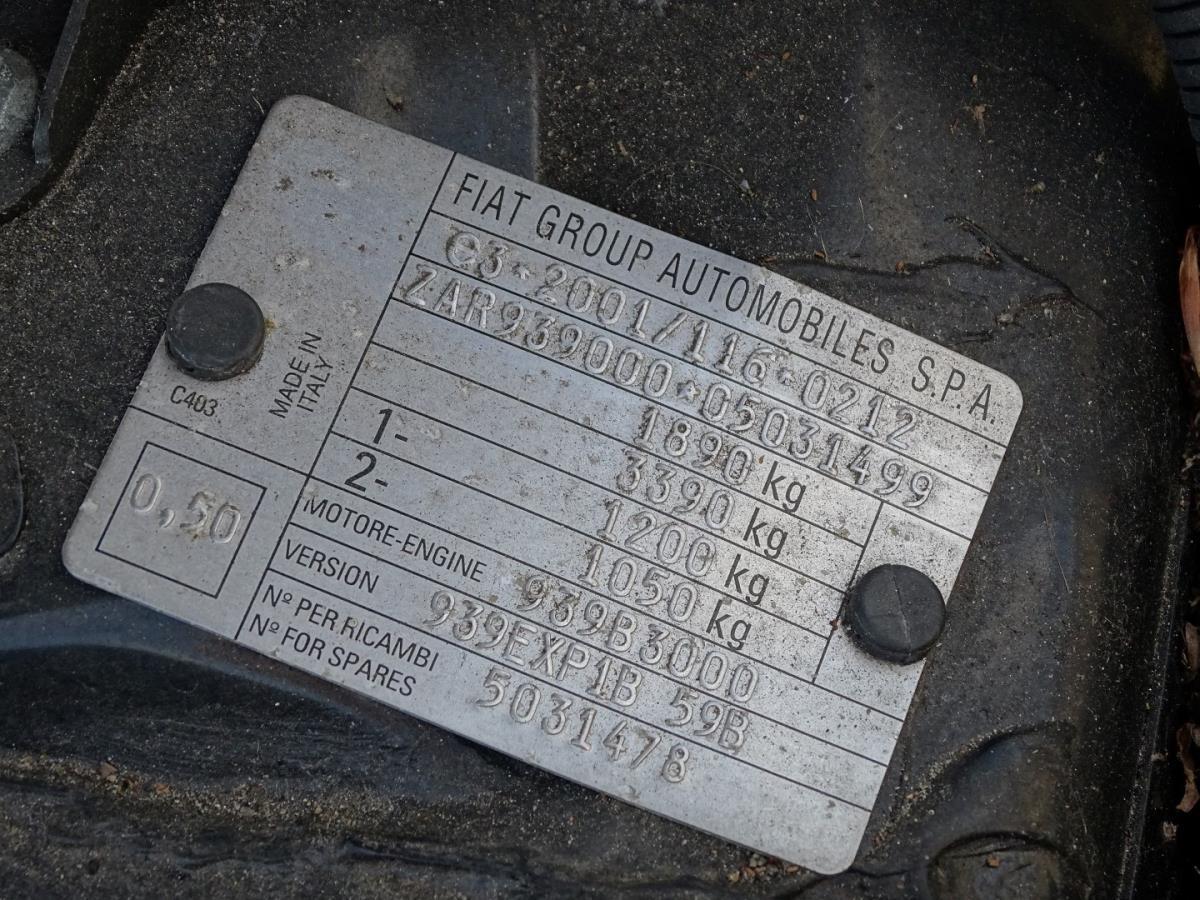 FIAT GROUP AUTOMOBILES S.P.A.
e3*2001/116*0212
ZAR939000*05031499
1890 kg
3390 kg
1- 1200 kg
2- 1050 kg
MOTORE-ENGINE 939B3000
VERSION 939EXP1B 59B
Nº PER RICAMBI
Nº FOR SPARES 5031478
MADE IN
ITALY
C403
0,50